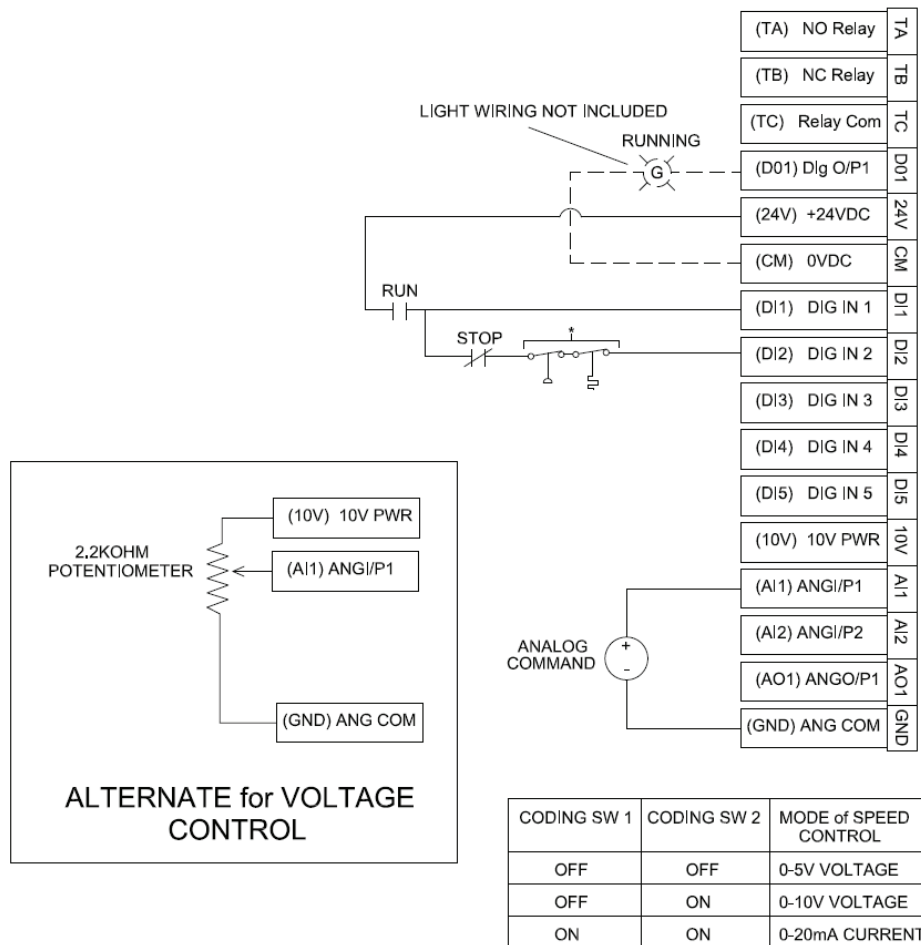 (TA) NO Relay TA
(TB) NC Relay TB
LIGHT WIRING NOT INCLUDED
(TC) Relay Com TC
RUNNING
G
(D01) DIg O/P1 D01
(24V) +24VDC 24V
(CM) 0VDC CM
RUN
(DI1) DIG IN 1 DI1
STOP
*
(DI2) DIG IN 2 DI2
(DI3) DIG IN 3 DI3
(DI4) DIG IN 4 DI4
(DI5) DIG IN 5 DI5
(10V) 10V PWR 10V
(AI1) ANGI/P1 AI1
(AI2) ANGI/P2 AI2
ANALOG
COMMAND
+
-
(AO1) ANGO/P1 AO1
(GND) ANG COM GND
(10V) 10V PWR
2.2KOHM
POTENTIOMETER
(AI1) ANGI/P1
(GND) ANG COM
ALTERNATE for VOLTAGE
CONTROL
CODING SW 1 CODING SW 2 MODE of SPEED
CONTROL
OFF OFF 0-5V VOLTAGE
OFF ON 0-10V VOLTAGE
ON ON 0-20mA CURRENT